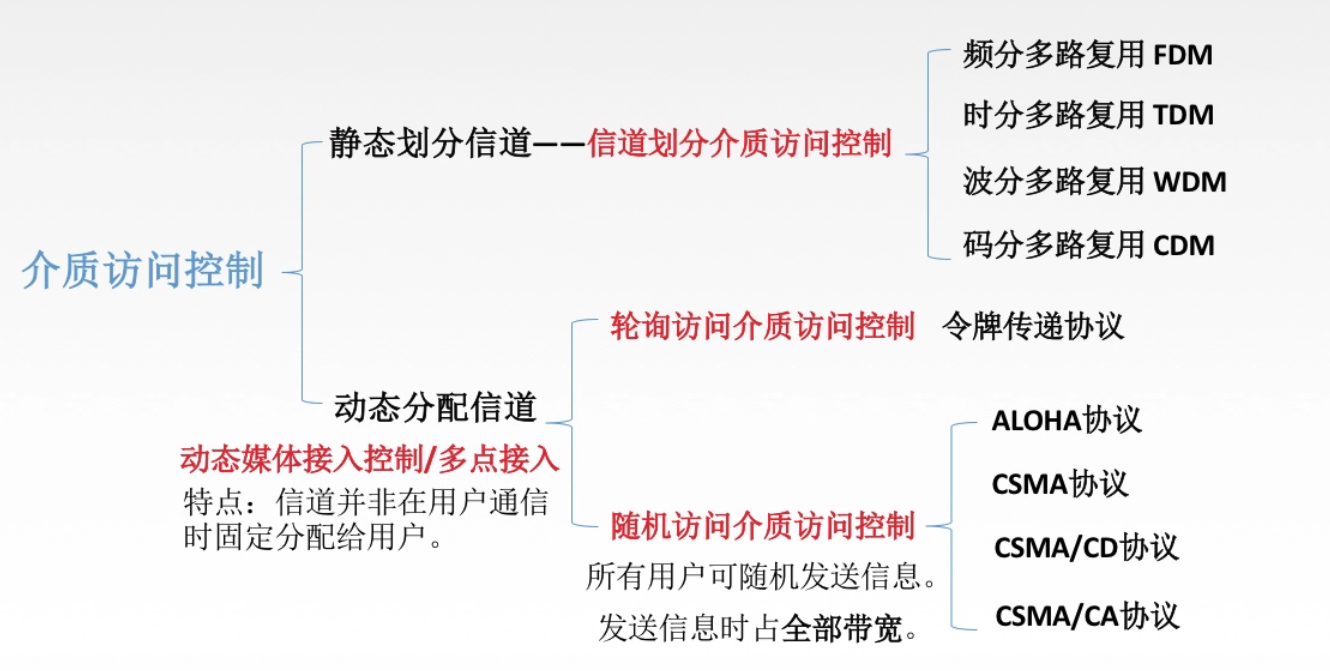 介质访问控制
静态划分信道——信道划分介质访问控制
频分多路复用 FDM
时分多路复用 TDM
波分多路复用 WDM
码分多路复用 CDM
动态分配信道
动态媒体接入控制/多点接入
特点：信道并非在用户通信
时固定分配给用户。
轮询访问介质访问控制 令牌传递协议
随机访问介质访问控制
所有用户可随机发送信息。
发送信息时占全部带宽。
ALOHA协议
CSMA协议
CSMA/CD协议
CSMA/CA协议